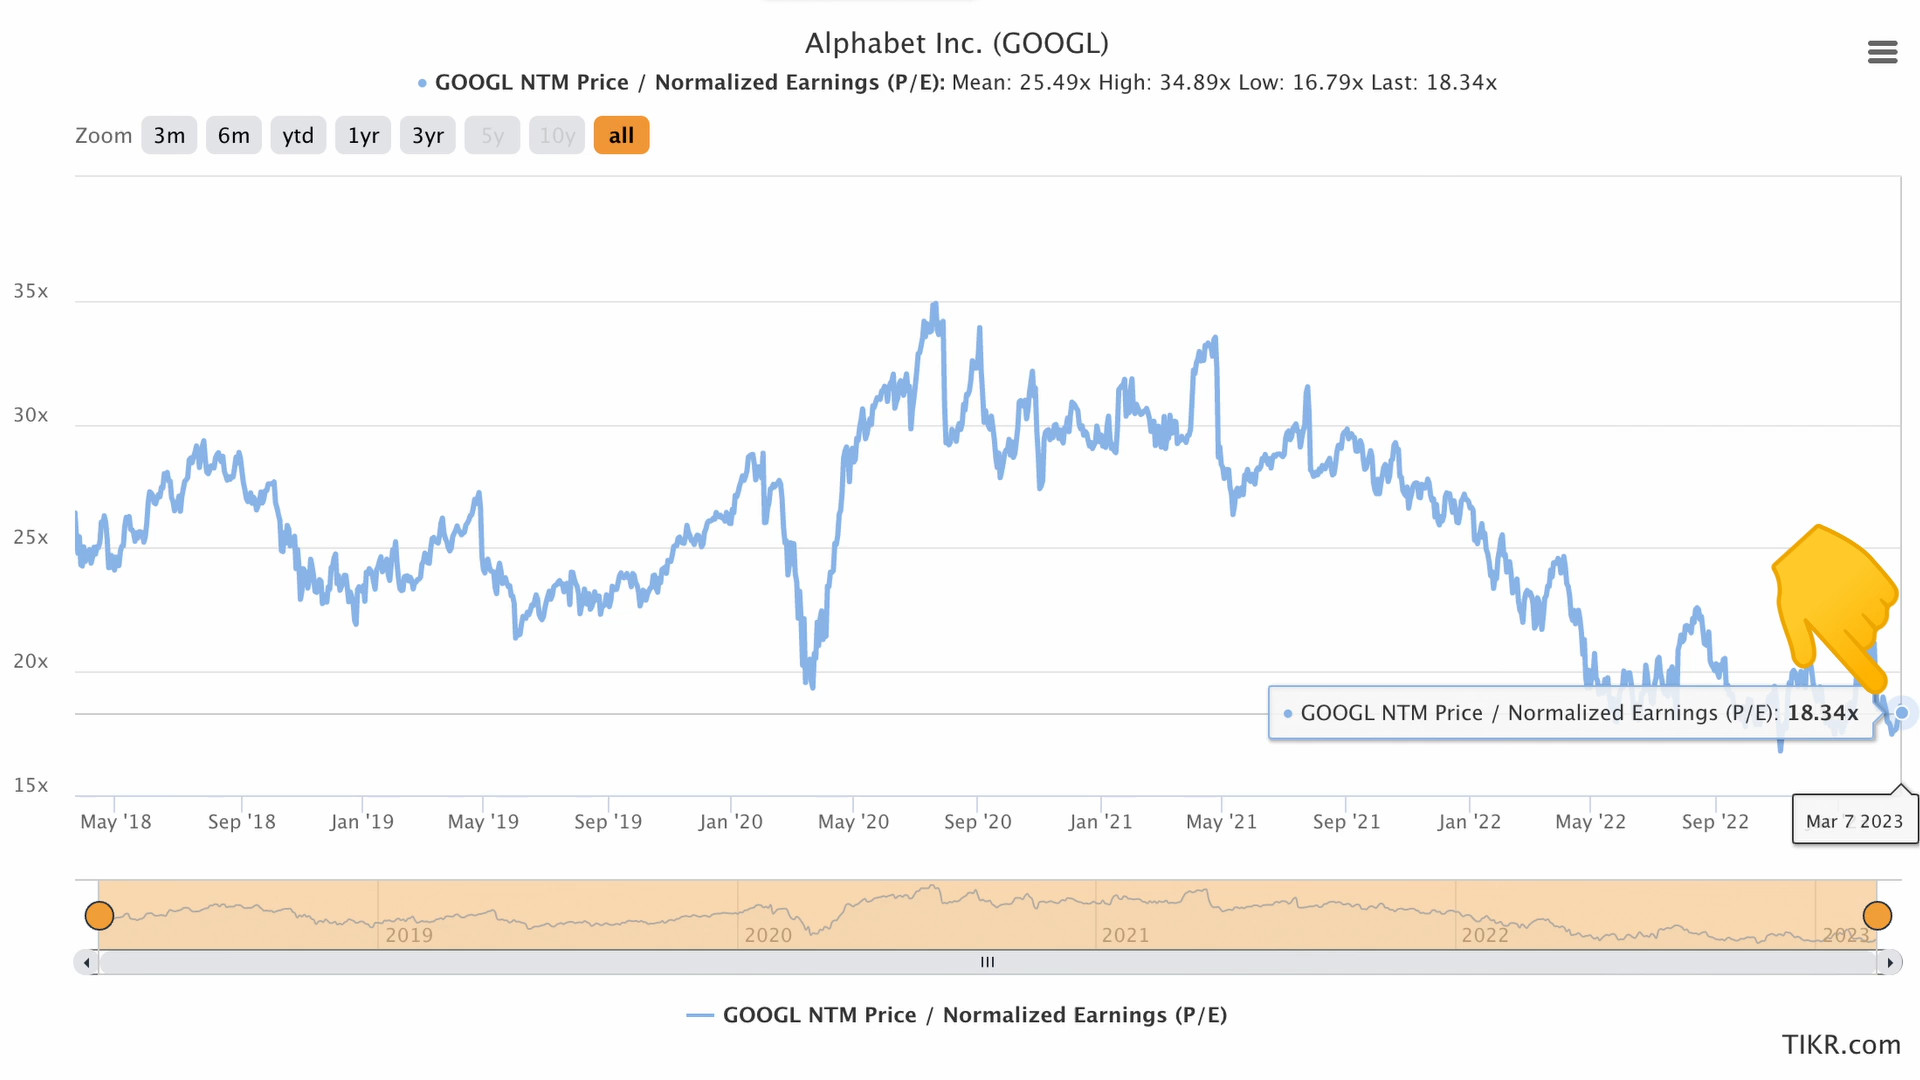 Alphabet Inc. (GOOGL)
GOOGL NTM Price / Normalized Earnings (P/E): Mean: 25.49x High: 34.89x Low: 16.79x Last: 18.34x
Zoom 3m 6m ytd 1yr 3yr 5y 10y all
35x
30x
25x
20x
15x
GOOGL NTM Price / Normalized Earnings (P/E): 18.34x
May '18 Sep '18 Jan '19 May '19 Sep '19 Jan '20 May '20 Sep '20 Jan '21 May '21 Sep '21 Jan '22 May '22 Sep '22 Mar 7 2023
2019 2020 2021 2022 2023
GOOGL NTM Price / Normalized Earnings (P/E)
TIKR.com